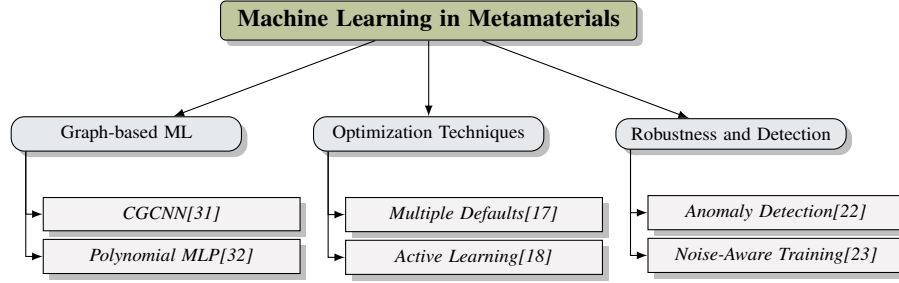 Machine Learning in Metamaterials
Graph-based ML
Optimization Techniques
Robustness and Detection
CGCNN[31]
Multiple Defaults[17]
Anomaly Detection[22]
Polynomial MLP[32]
Active Learning[18]
Noise-Aware Training[23]